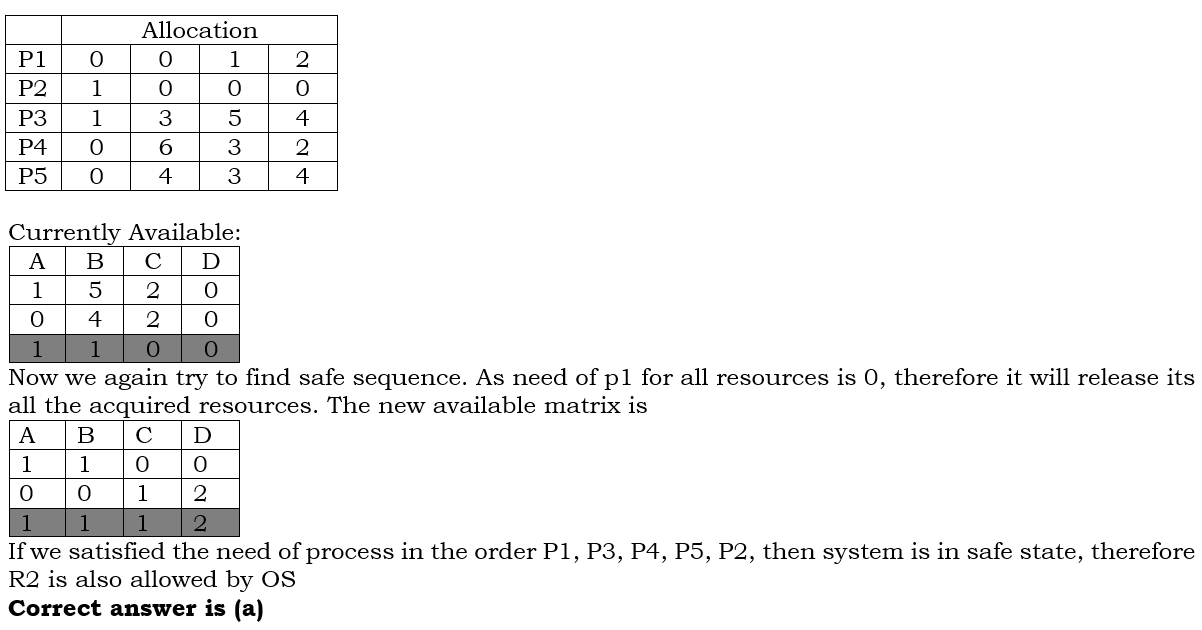 Allocation
P1 0 0 1 2
P2 1 0 0 0
P3 1 3 5 4
P4 0 6 3 2
P5 0 4 3 4
Currently Available:
A B C D
1 5 2 0
0 4 2 0
1 1 0 0
Now we again try to find safe sequence. As need of p1 for all resources is 0, therefore it will release its
all the acquired resources. The new available matrix is
A B C D
1 1 0 0
0 0 1 2
1 1 1 2
If we satisfied the need of process in the order P1, P3, P4, P5, P2, then system is in safe state, therefore
R2 is also allowed by OS
Correct answer is (a)